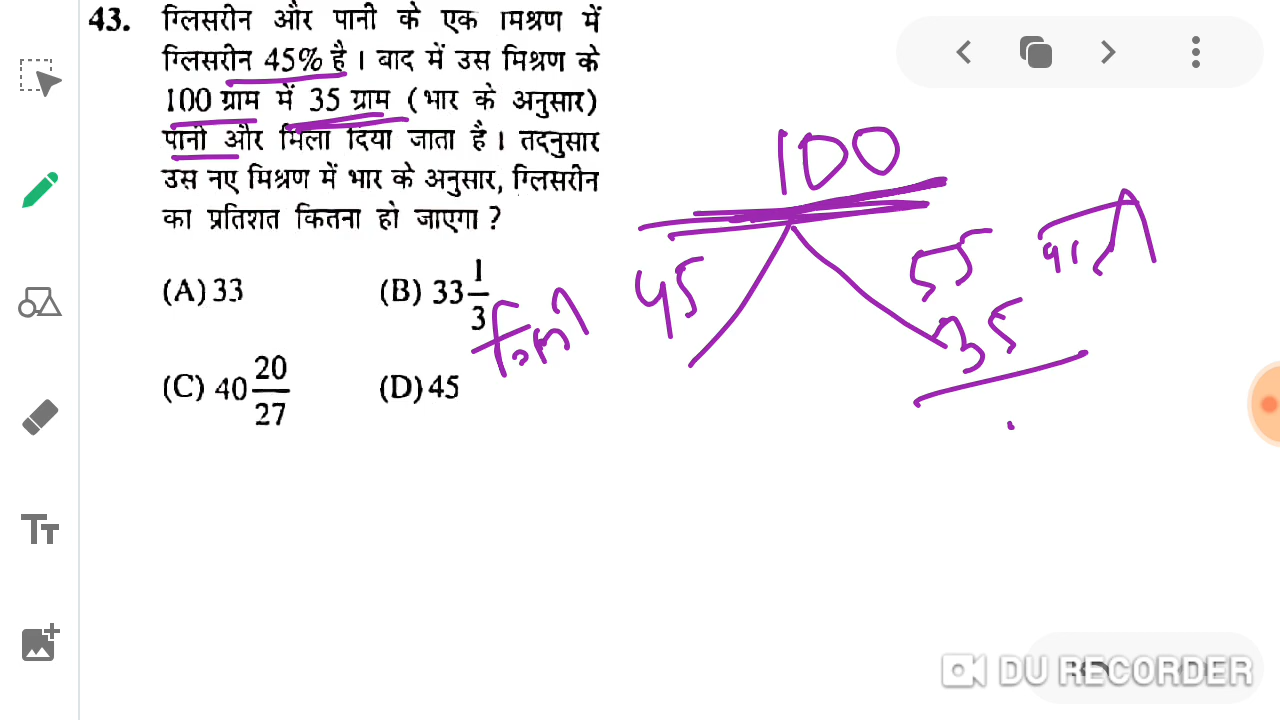 43. ग्लिसरीन और पानी के एक मिश्रण में
ग्लिसरीन 45% है । बाद में उस मिश्रण के
100 ग्राम में 35 ग्राम (भार के अनुसार)
पानी और मिला दिया जाता है । तदनुसार
उस नए मिश्रण में भार के अनुसार, ग्लिसरीन
का प्रतिशत कितना हो जाएगा ?
(A) 33 (B) 33 1/3
(C) 40 20/27 (D) 45
100
45 55
35
Tт
DU RECORDER